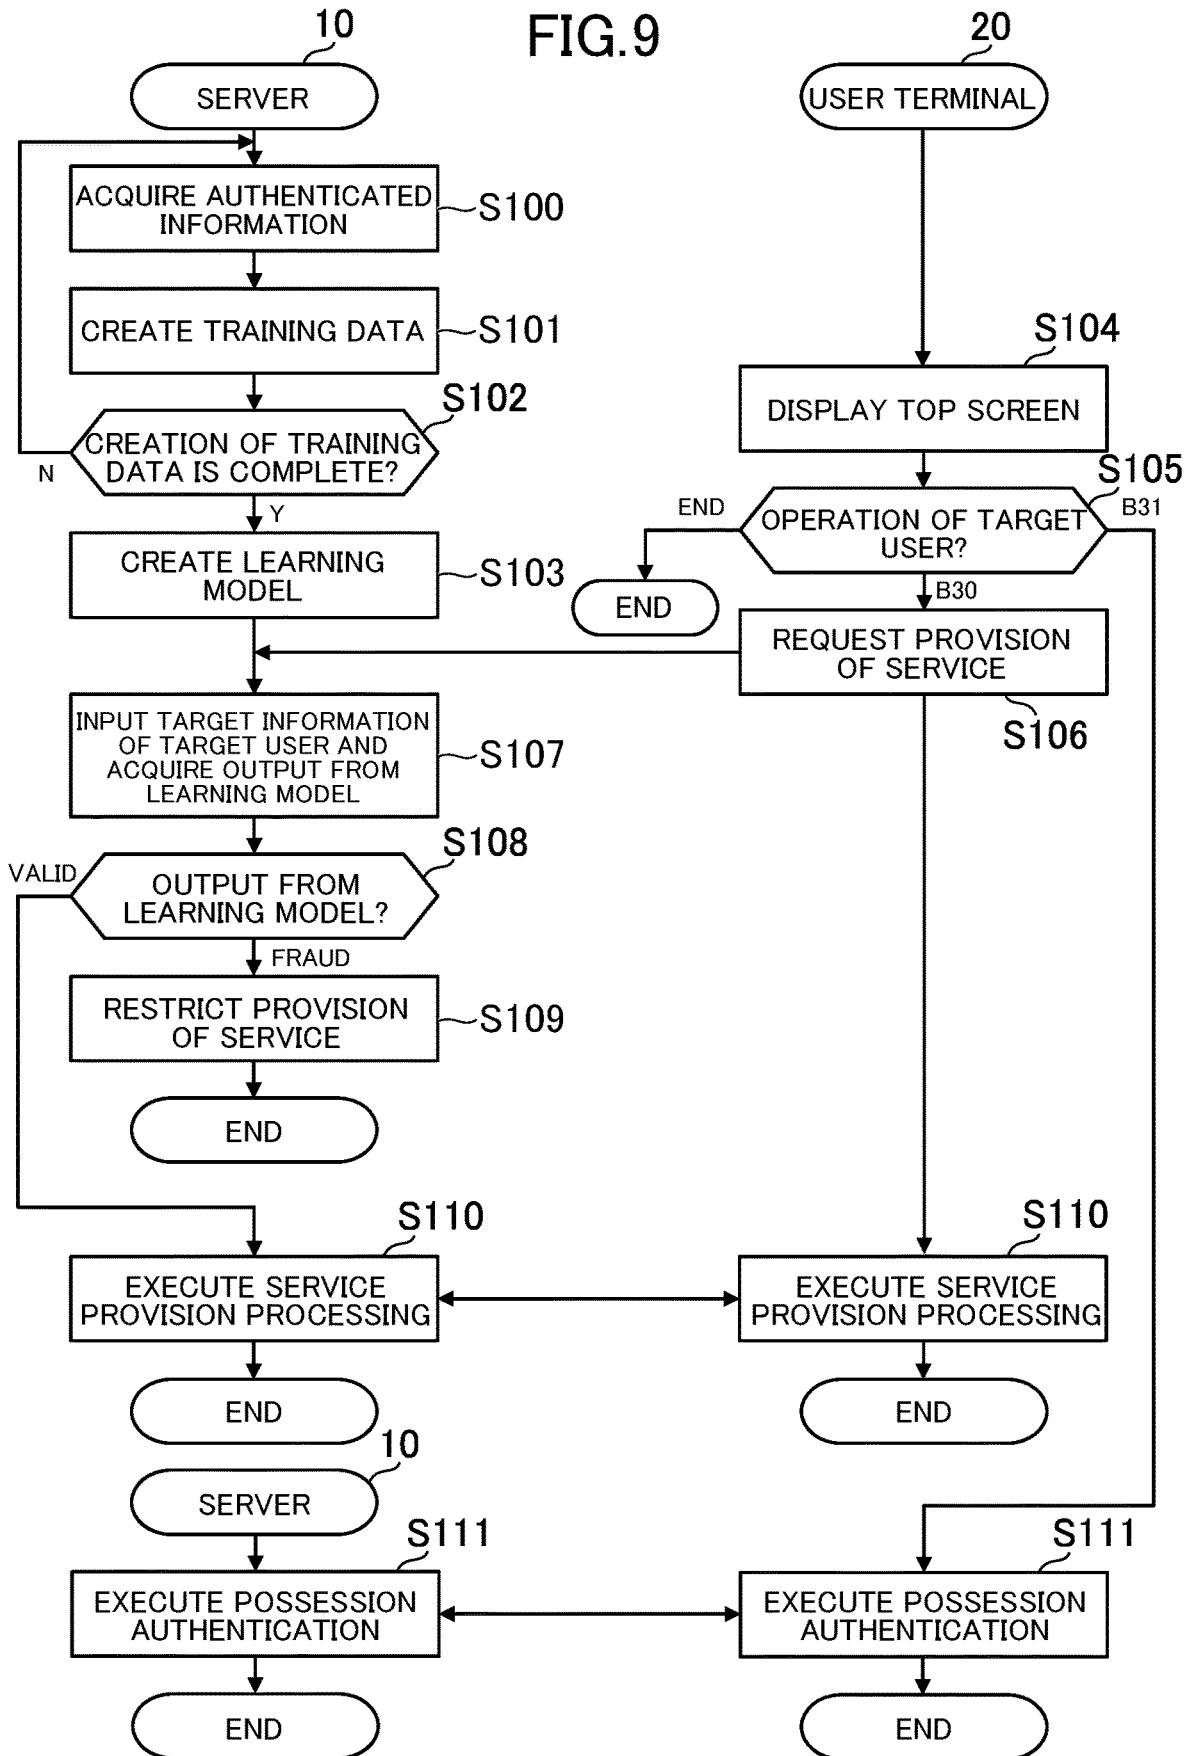 FIG.9
10
SERVER
ACQUIRE AUTHENTICATED
INFORMATION
S100
CREATE TRAINING DATA
S101
S102
CREATION OF TRAINING
DATA IS COMPLETE?
N
Y
CREATE LEARNING
MODEL
S103
20
USER TERMINAL
S104
DISPLAY TOP SCREEN
S105
OPERATION OF TARGET
USER?
END
B31
END
B30
REQUEST PROVISION
OF SERVICE
S106
INPUT TARGET INFORMATION
OF TARGET USER AND
ACQUIRE OUTPUT FROM
LEARNING MODEL
S107
S108
VALID
OUTPUT FROM
LEARNING MODEL?
FRAUD
RESTRICT PROVISION
OF SERVICE
S109
END
S110
EXECUTE SERVICE
PROVISION PROCESSING
END
S110
EXECUTE SERVICE
PROVISION PROCESSING
END
10
SERVER
S111
EXECUTE POSSESSION
AUTHENTICATION
END
S111
EXECUTE POSSESSION
AUTHENTICATION
END